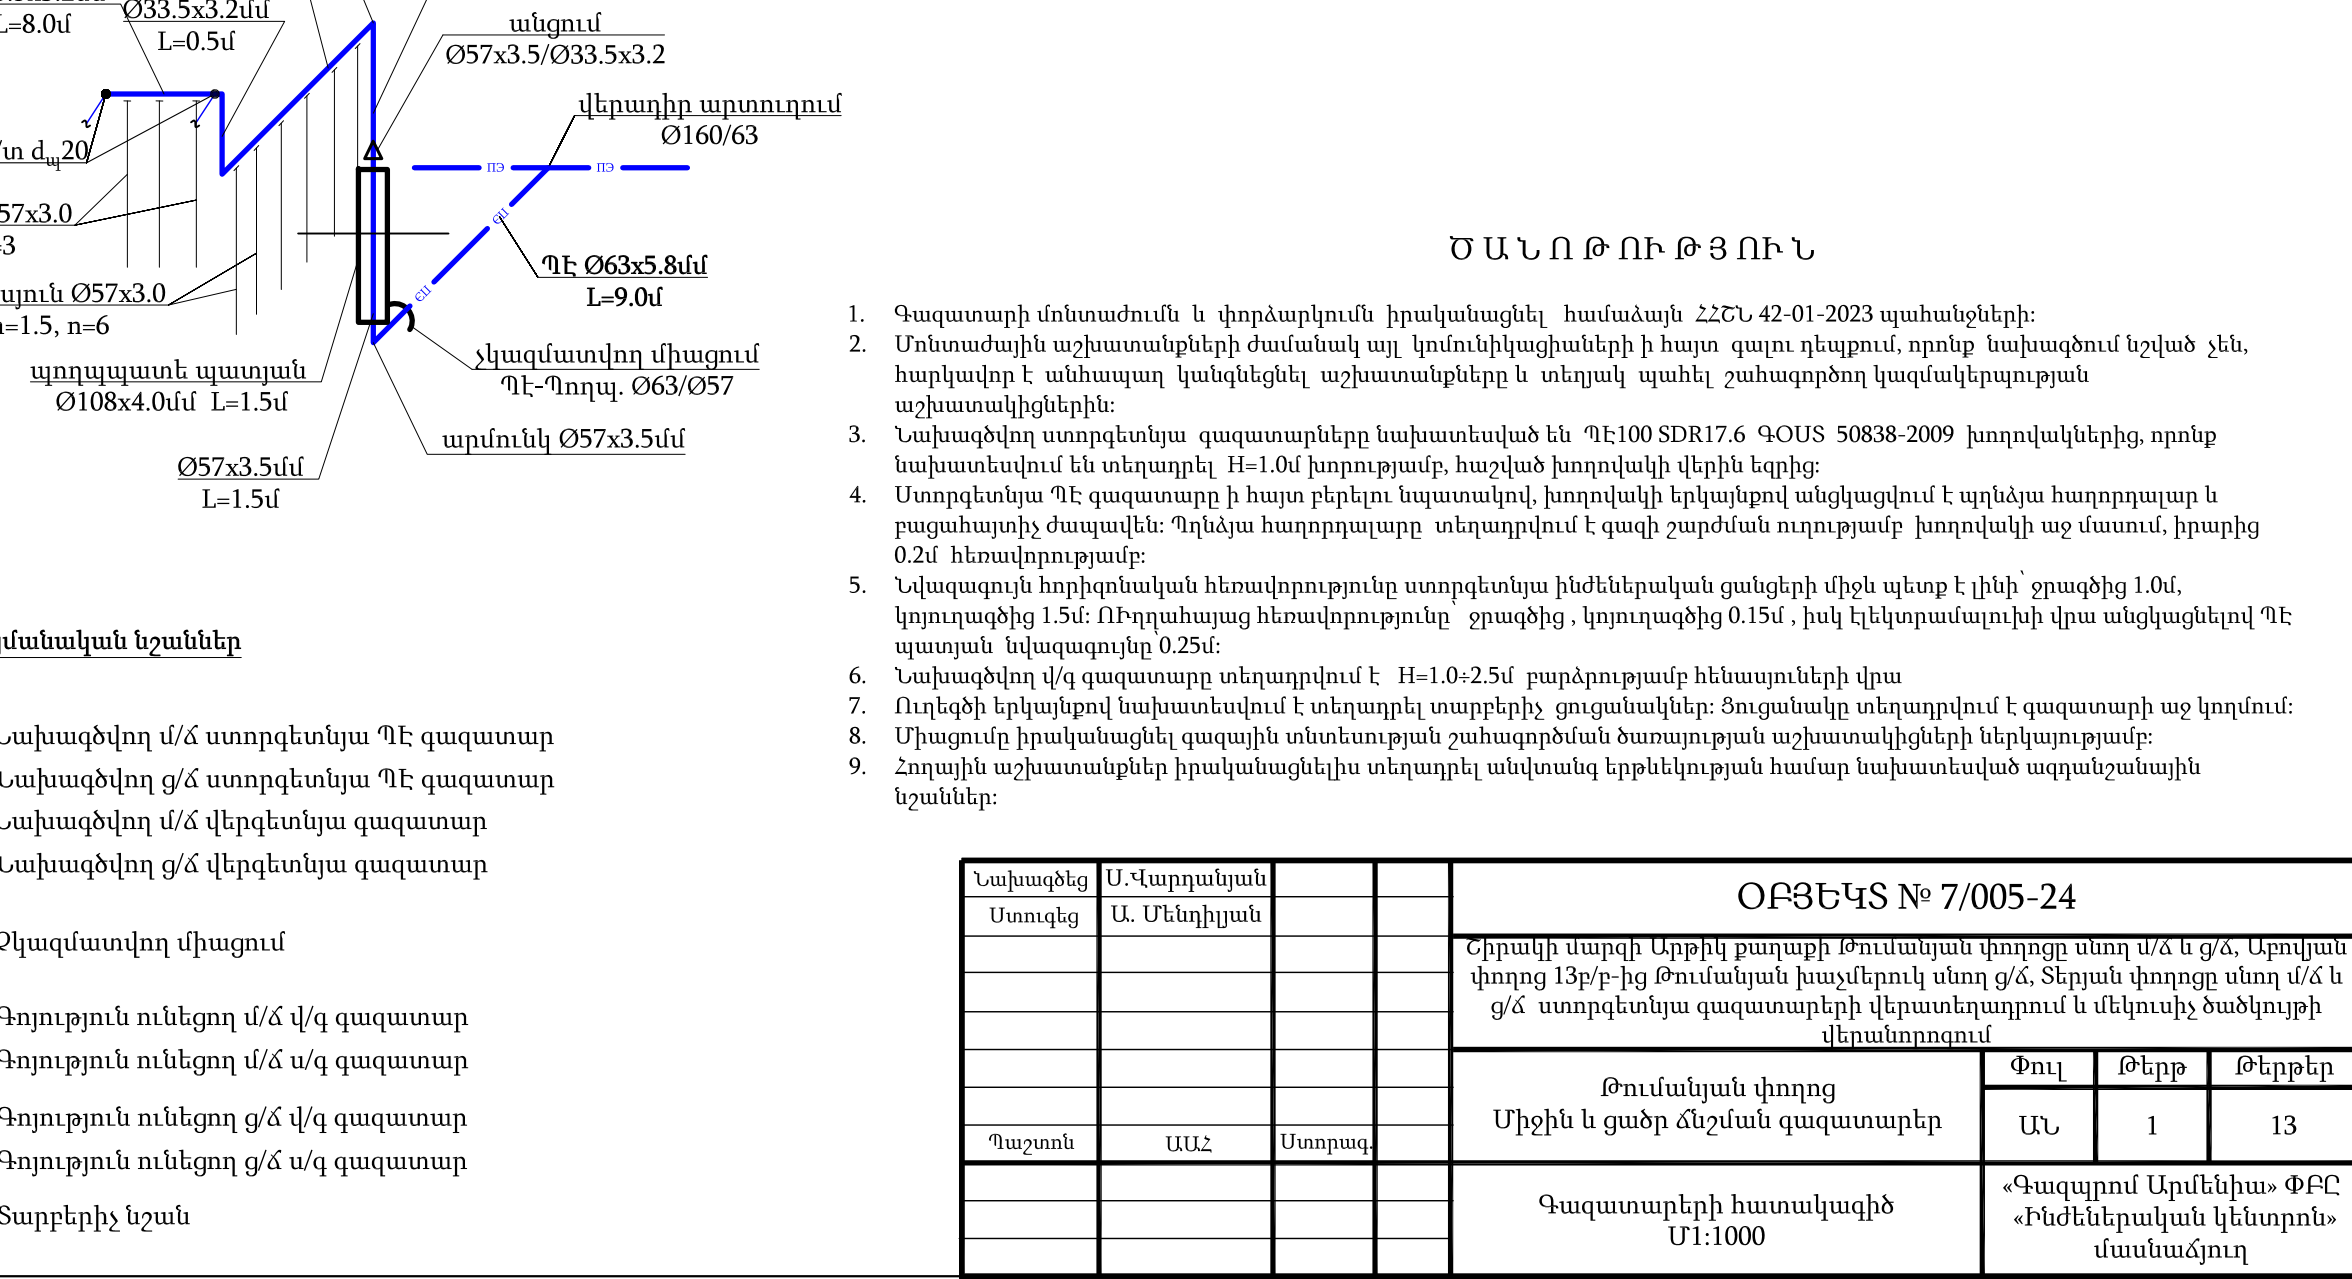 L=8.0մ
Ø33.5x3.2մմ
L=0.5մ
անցում
Ø57x3.5/Ø33.5x3.2
վերադիր արտուղում
Ø160/63
/տ dպ20
ПЭ ПЭ
ПЭ
57x3.0
=3
ՊԷ Ø63x5.8մմ
L=9.0մ
սյուն Ø57x3.0
=1.5, n=6
ПЭ
պողպպատե պատյան
Ø108x4.0մմ L=1.5մ
չկազմատվող միացում
Պէ-Պողպ. Ø63/Ø57
արմունկ Ø57x3.5մմ
Ø57x3.5մմ
L=1.5մ
մանական նշաններ
Նախագծվող մ/ճ ստորգետնյա ՊԷ գազատար
Նախագծվող ց/ճ ստորգետնյա ՊԷ գազատար
Նախագծվող մ/ճ վերգետնյա գազատար
Նախագծվող ց/ճ վերգետնյա գազատար
Չկազմատվող միացում
Գոյություն ունեցող մ/ճ վ/գ գազատար
Գոյություն ունեցող մ/ճ ս/գ գազատար
Գոյություն ունեցող ց/ճ վ/գ գազատար
Գոյություն ունեցող ց/ճ ս/գ գազատար
Տարբերիչ նշան
Ծ Ա Ն Ո Թ ՈՒ Թ Յ ՈՒ Ն
1. Գազատարի մոնտաժումն և փորձարկումն իրականացնել համաձայն ՀՀՇՆ 42-01-2023 պահանջների:
2. Մոնտաժային աշխատանքների ժամանակ այլ կոմունիկացիաների ի հայտ գալու դեպքում, որոնք նախագծում նշված չեն,
հարկավոր է անհապաղ կանգնեցնել աշխատանքները և տեղյակ պահել շահագործող կազմակերպության
աշխատակիցներին:
3. Նախագծվող ստորգետնյա գազատարները նախատեսված են ՊԷ100 SDR17.6 ԳՕՍՏ 50838-2009 խողովակներից, որոնք
նախատեսվում են տեղադրել H=1.0մ խորությամբ, հաշված խողովակի վերին եզրից:
4. Ստորգետնյա ՊԷ գազատարը ի հայտ բերելու նպատակով, խողովակի երկայնքով անցկացվում է պղնձյա հաղորդալար և
բացահայտիչ ժապավեն: Պղնձյա հաղորդալարը տեղադրվում է գազի շարժման ուղությամբ խողովակի աջ մասում, իրարից
0.2մ հեռավորությամբ:
5. Նվազագույն հորիզոնական հեռավորությունը ստորգետնյա ինժեներական ցանցերի միջև պետք է լինի՝ ջրագծից 1.0մ,
կոյուղագծից 1.5մ: ՈՒղղահայաց հեռավորությունը՝ ջրագծից , կոյուղագծից 0.15մ , իսկ էլեկտրամալուխի վրա անցկացնելով ՊԷ
պատյան նվազագույնը՝0.25մ:
6. Նախագծվող վ/գ գազատարը տեղադրվում է H=1.0÷2.5մ բարձրությամբ հենասյուների վրա
7. Ուղեգծի երկայնքով նախատեսվում է տեղադրել տարբերիչ ցուցանակներ: Ցուցանակը տեղադրվում է գազատարի աջ կողմում:
8. Միացումը իրականացնել գազային տնտեսության շահագործման ծառայության աշխատակիցների ներկայությամբ:
9. Հողային աշխատանքներ իրականացնելիս տեղադրել անվտանգ երթևեկության համար նախատեսված ազդանշանային
նշաններ:
Նախագծեց Ս.Վարդանյան
Ստուգեց Ա. Մենդիլյան
Պաշտոն ԱԱՀ Ստորագ.
ՕԲՅԵԿՏ № 7/005-24
Շիրակի մարզի Արթիկ քաղաքի Թումանյան փողոցը սնող մ/ճ և ց/ճ, Աբովյան
փողոց 13բ/բ-ից Թումանյան խաչմերուկ սնող ց/ճ, Տերյան փողոցը սնող մ/ճ և
ց/ճ ստորգետնյա գազատարերի վերատեղադրում և մեկուսիչ ծածկույթի
վերանորոգում
Թումանյան փողոց
Միջին և ցածր ճնշման գազատարեր
Փուլ Թերթ Թերթեր
ԱՆ 1 13
Գազատարերի հատակագիծ
Մ1:1000
«Գազպրոմ Արմենիա» ՓԲԸ
«Ինժեներական կենտրոն»
մասնաճյուղ